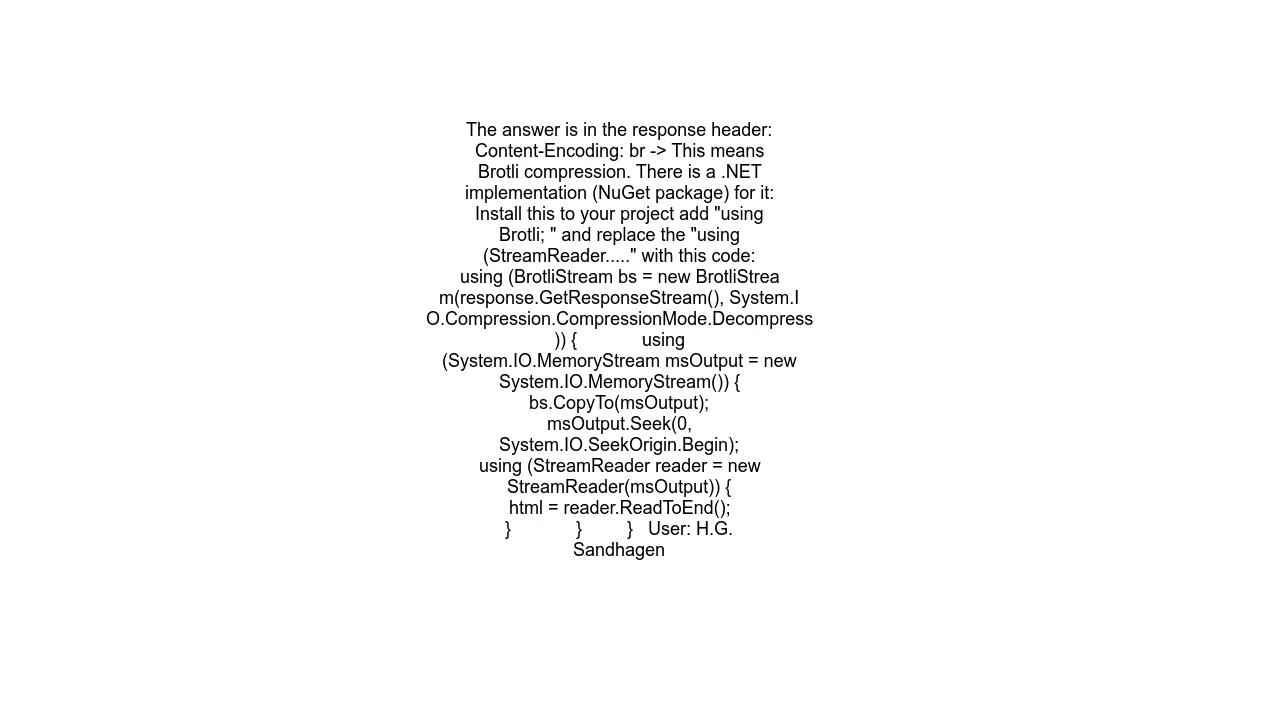 The answer is in the response header:
Content-Encoding: br -> This means
Brotli compression. There is a .NET
implementation (NuGet package) for it:
Install this to your project add "using
Brotli; " and replace the "using
(StreamReader....." with this code:
using (BrotliStream bs = new BrotliStrea
m(response.GetResponseStream(), System.I
O.Compression.CompressionMode.Decompress
)) {             using
(System.IO.MemoryStream msOutput = new
System.IO.MemoryStream()) {
bs.CopyTo(msOutput);
msOutput.Seek(0,
System.IO.SeekOrigin.Begin);
using (StreamReader reader = new
StreamReader(msOutput)) {
html = reader.ReadToEnd();
}             }         }   User: H.G.
Sandhagen